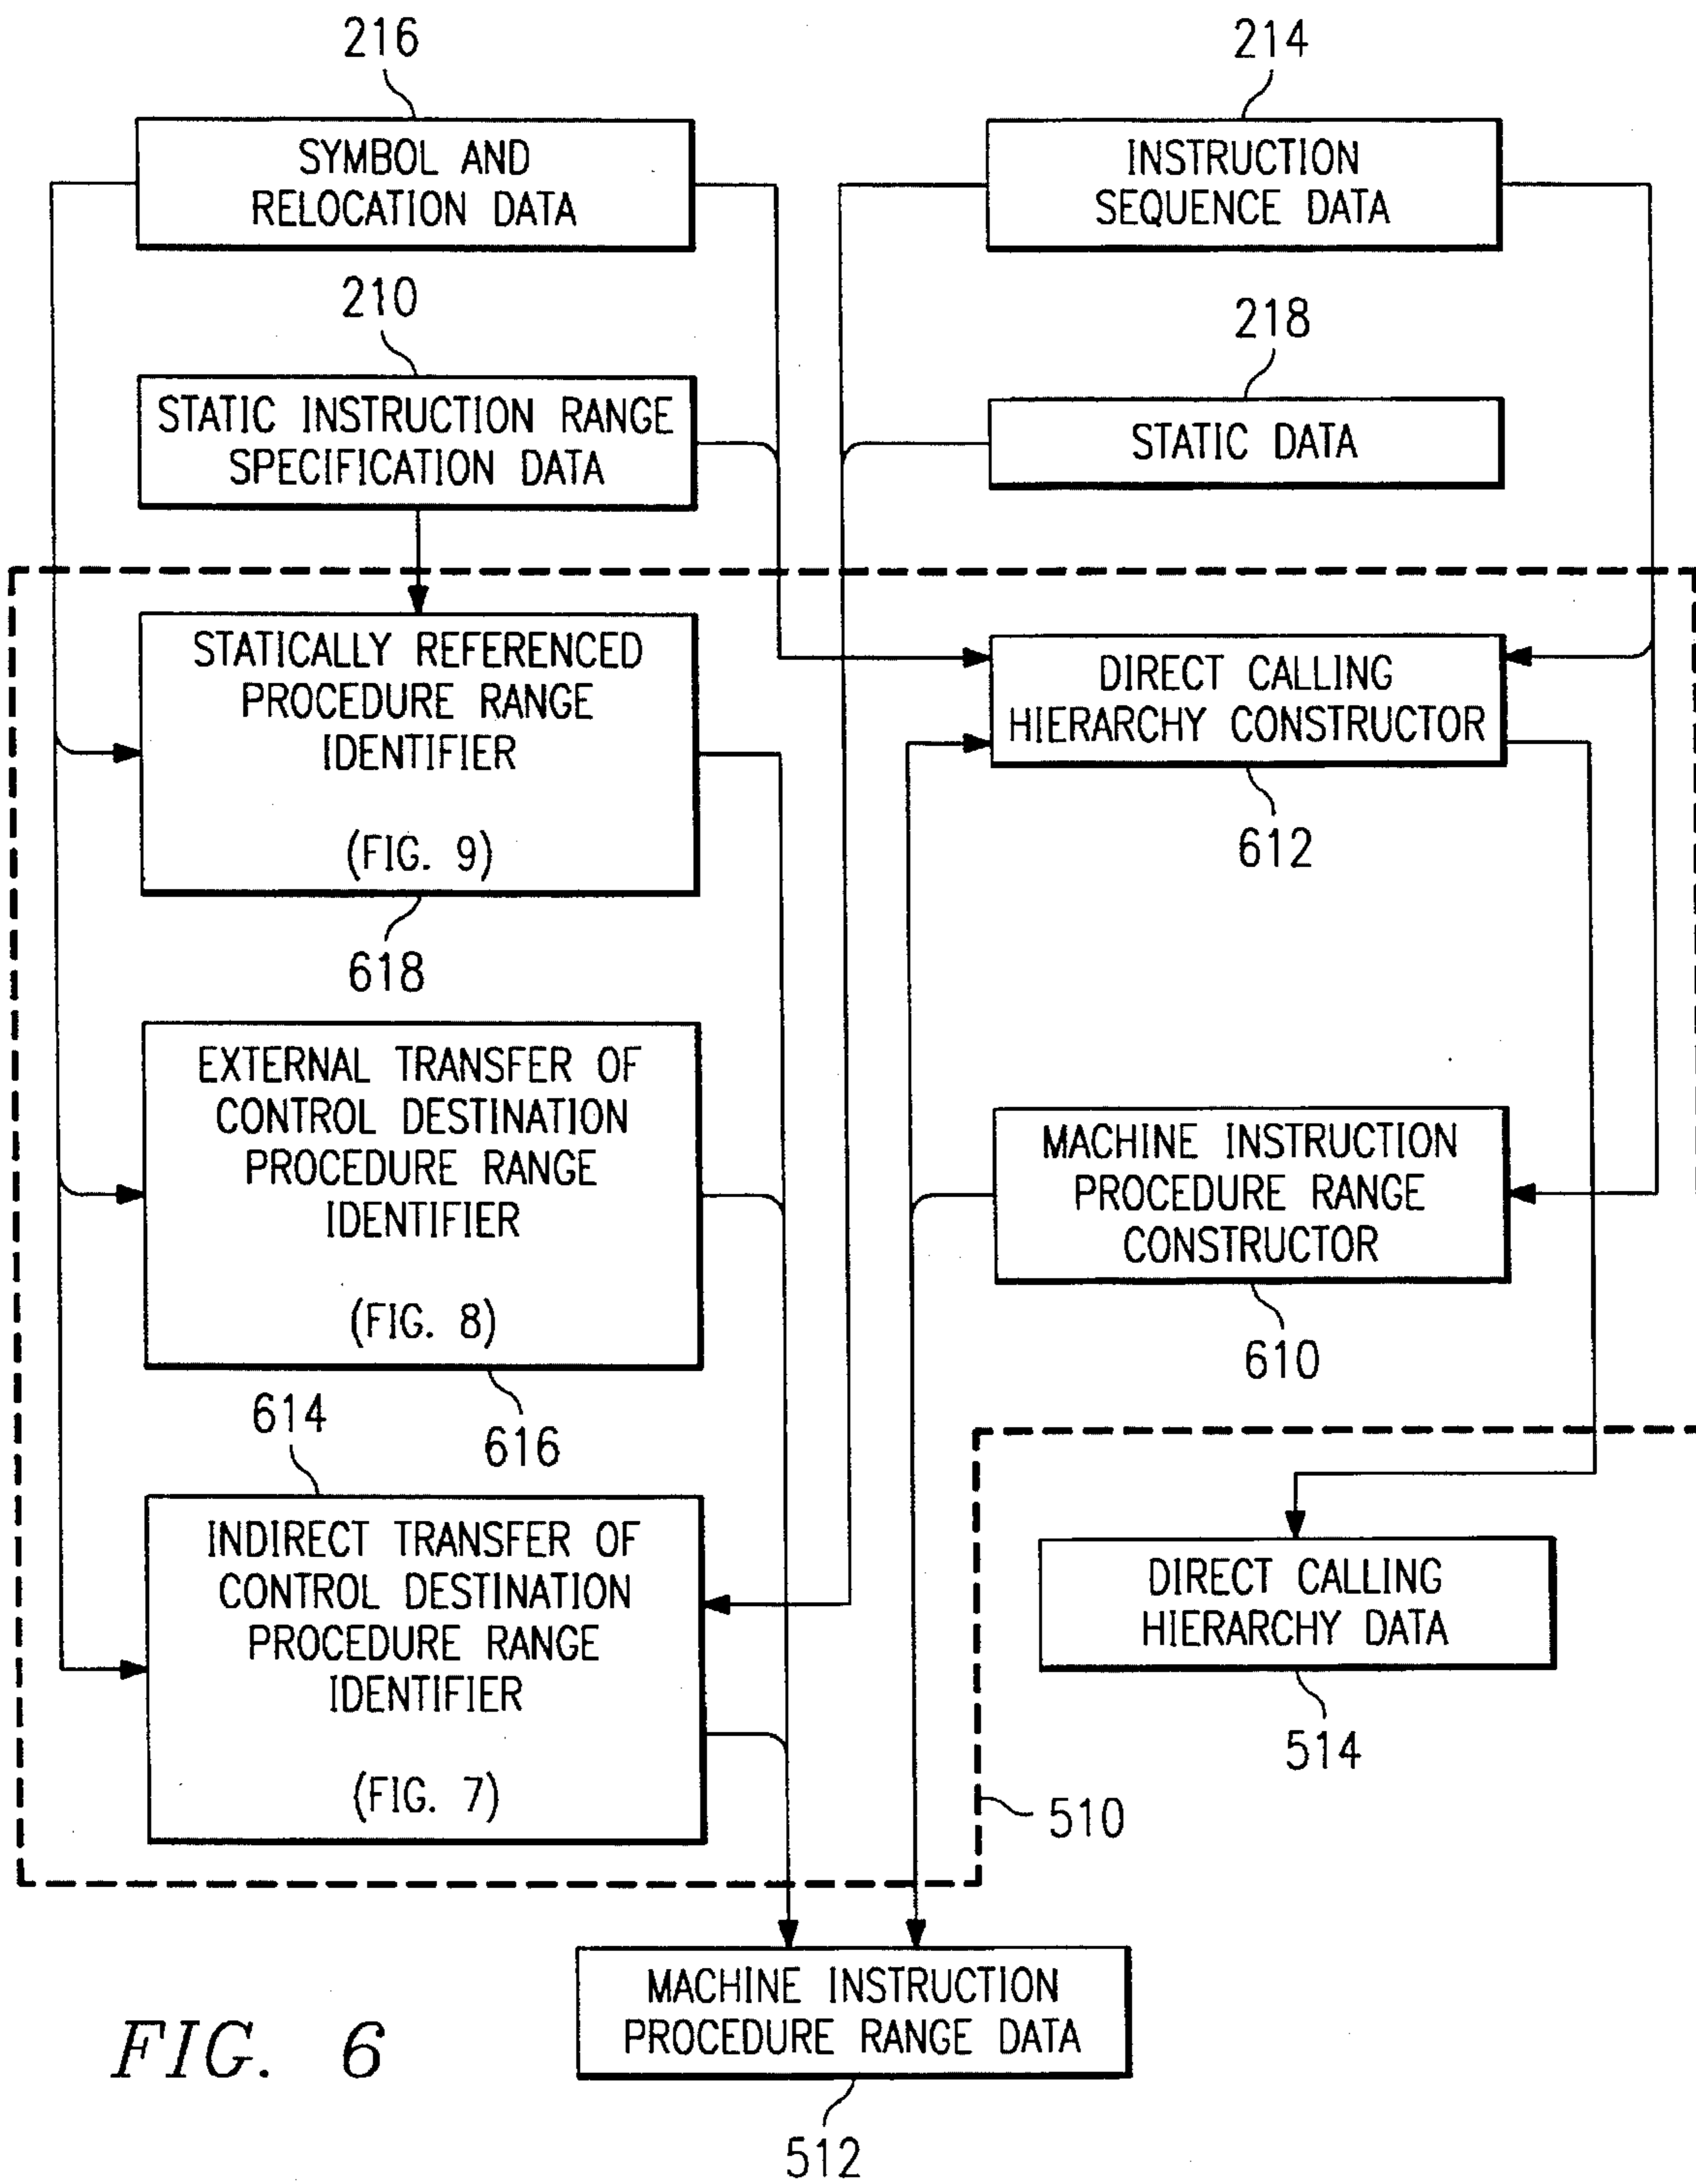 216
214
SYMBOL AND
RELOCATION DATA
INSTRUCTION
SEQUENCE DATA
210
218
STATIC INSTRUCTION RANGE
SPECIFICATION DATA
STATIC DATA
STATICALLY REFERENCED
PROCEDURE RANGE
IDENTIFIER
(FIG. 9)
618
DIRECT CALLING
HIERARCHY CONSTRUCTOR
612
EXTERNAL TRANSFER OF
CONTROL DESTINATION
PROCEDURE RANGE
IDENTIFIER
(FIG. 8)
616
MACHINE INSTRUCTION
PROCEDURE RANGE
CONSTRUCTOR
610
614
INDIRECT TRANSFER OF
CONTROL DESTINATION
PROCEDURE RANGE
IDENTIFIER
(FIG. 7)
DIRECT CALLING
HIERARCHY DATA
514
510
MACHINE INSTRUCTION
PROCEDURE RANGE DATA
512
FIG. 6